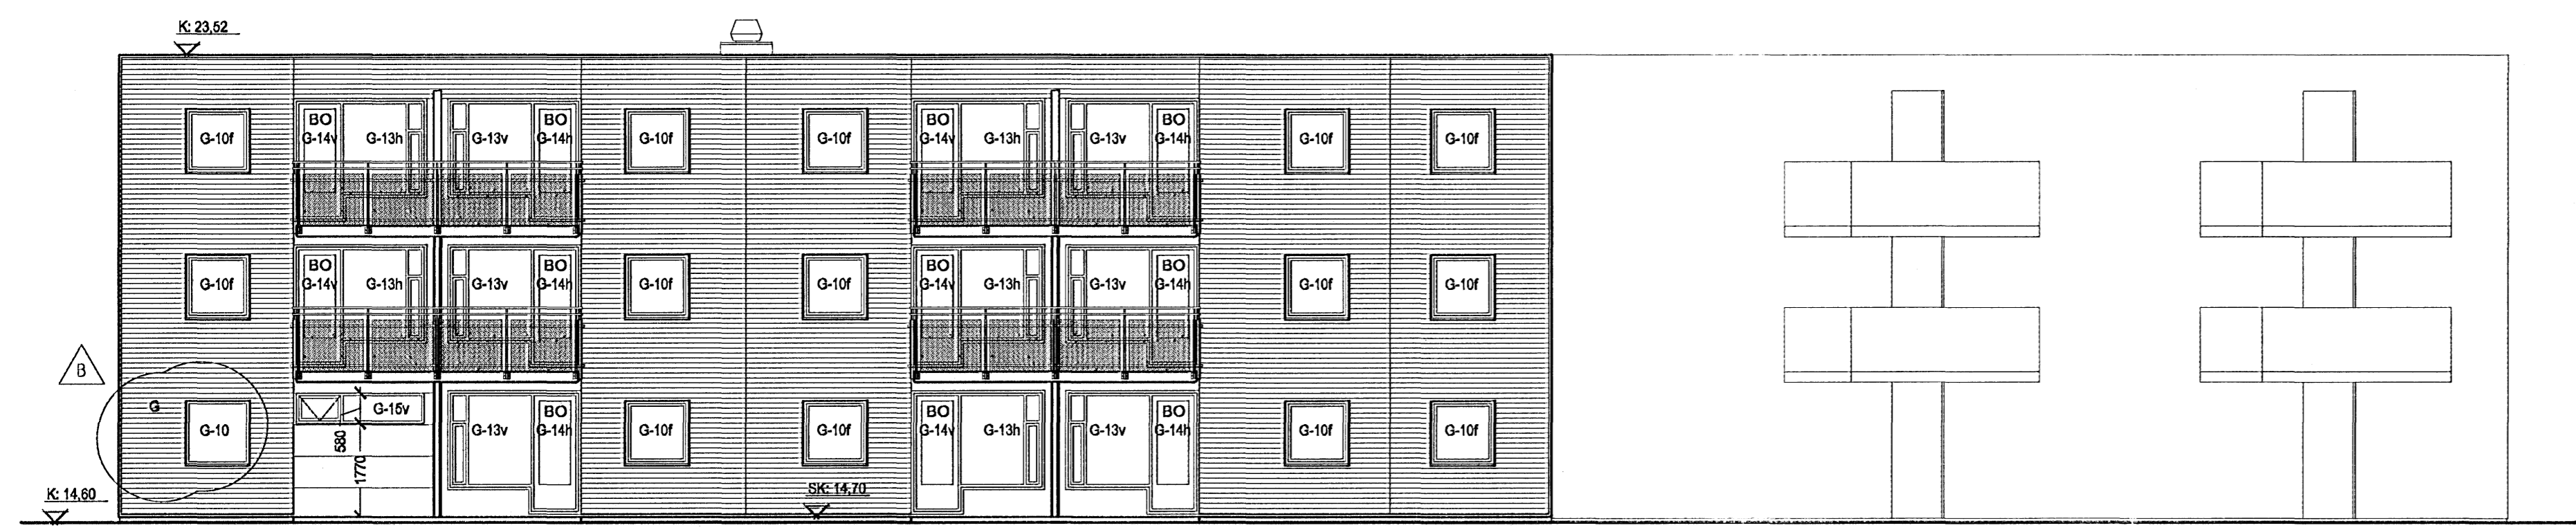 K: 23,52
BO BO BO BO
G-10f G-14v G-13h G-13v G-14h G-10f G-10f G-14v G-13h G-13v G-14h G-10f G-10f
BO BO BO BO
G-10f G-14v G-13h G-13v G-14h G-10f G-10f G-14v G-13h G-13v G-14h G-10f G-10f
B
G G-15v BO BO BO
G-10 G-13v G-14h G-10f G-10f G-14v G-13h G-13v G-14h G-10f G-10f
580
1770
K: 14,60 SK: 14,70